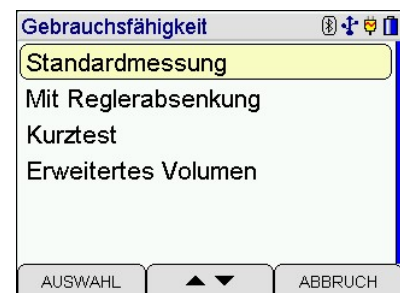 Gebrauchsfähigkeit
Standardmessung
Mit Reglerabsenkung
Kurztest
Erweitertes Volumen
AUSWAHL ABBRUCH